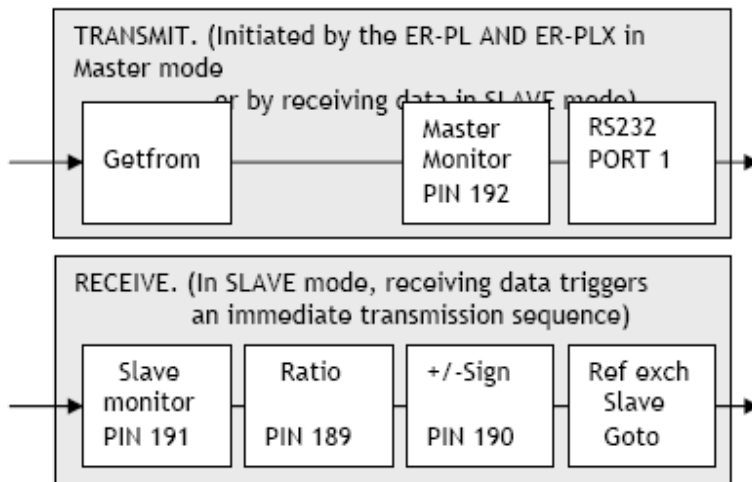 TRANSMIT. (Initiated by the ER-PL AND ER-PLX in
Master mode
or by receiving data in SLAVE mode)
Getfrom
Master
Monitor
PIN 192
RS232
PORT 1
RECEIVE. (In SLAVE mode, receiving data triggers
an immediate transmission sequence)
Slave
monitor
PIN 191
Ratio
PIN 189
+/-Sign
PIN 190
Ref exch
Slave
Goto